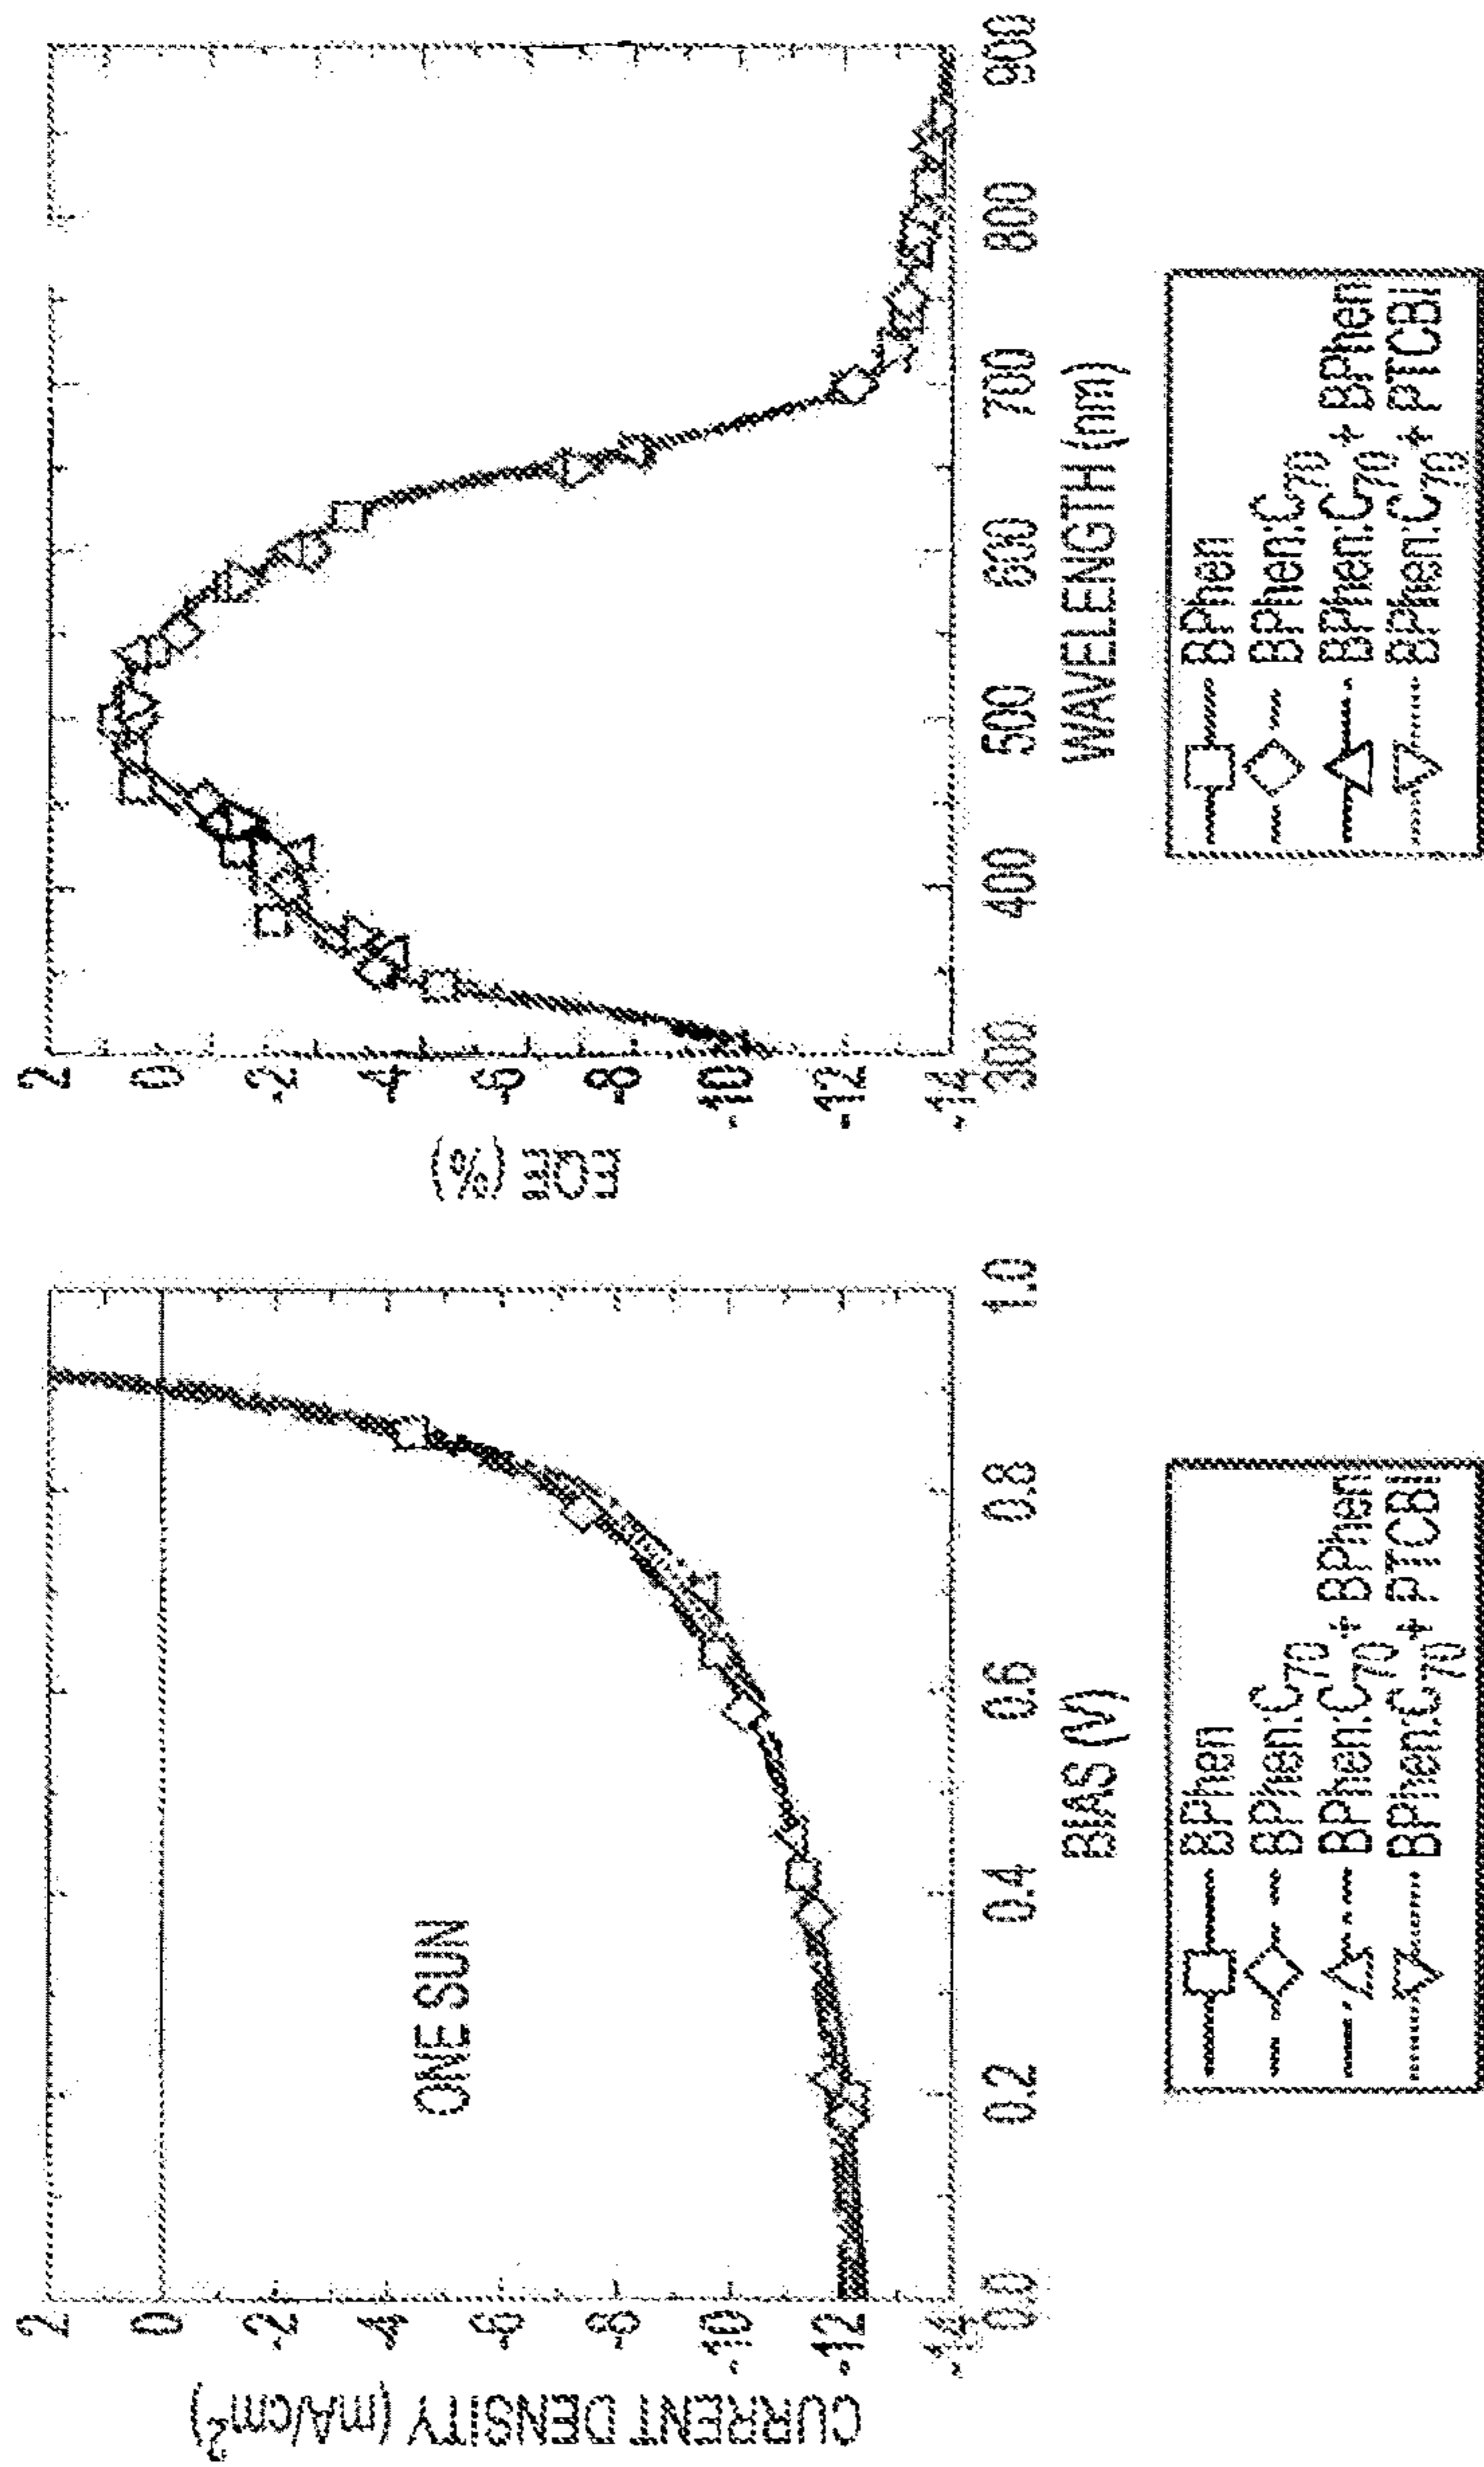 CURRENT DENSITY (mA/cm²)
2
0
-2
-4
-6
-8
-10
-12
-14
ONE SUN
0.0
0.2
0.4
0.6
0.8
1.0
BIAS (V)
BPhen
BPhen:C70
BPhen:C70 + BPhen
BPhen:C70 + PTCBI
EQE (%)
2
0
-2
-4
-6
-8
-10
-12
-14
300
400
500
600
700
800
900
WAVELENGTH (nm)
BPhen
BPhen:C70
BPhen:C70 + BPhen
BPhen:C70 + PTCBI